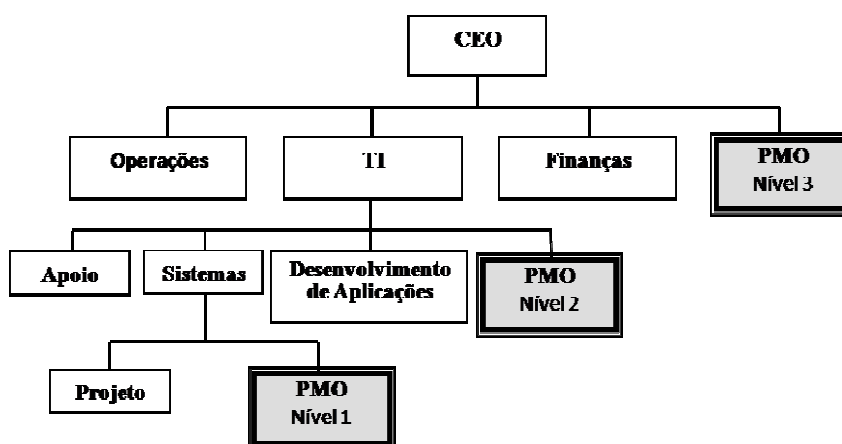 CEO
Operações
TI
Finanças
PMO
Nível 3
Apoio
Sistemas
Desenvolvimento
de Aplicações
PMO
Nível 2
Projeto
PMO
Nível 1